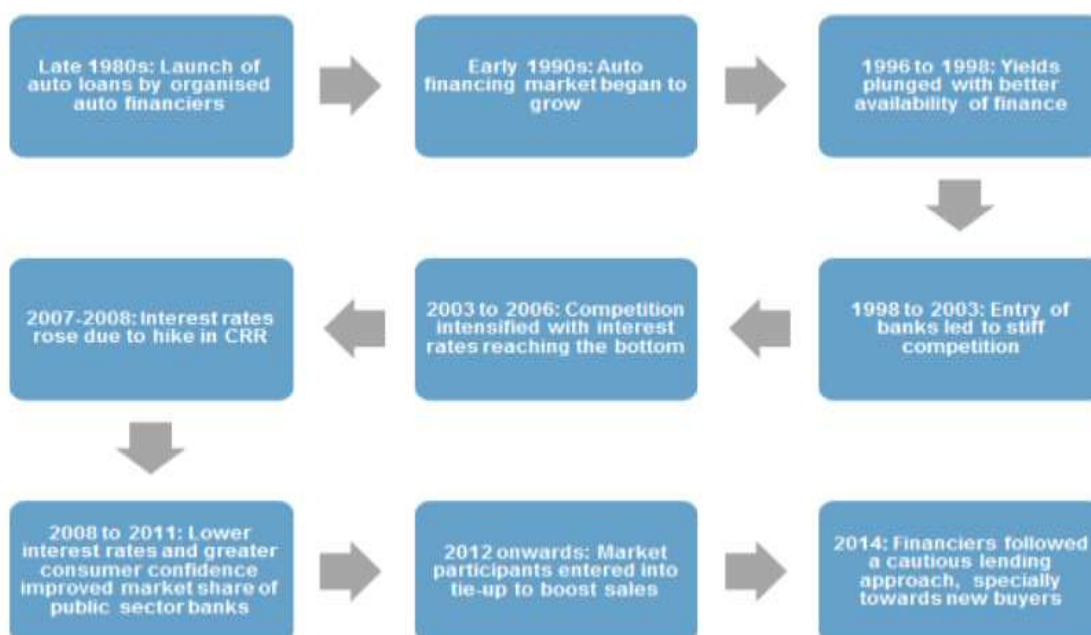 Late 1980s: Launch of
auto loans by organised
auto financiers
Early 1990s: Auto
financing market began to
grow
1996 to 1998: Yields
plunged with better
availability of finance
1998 to 2003: Entry of
banks led to stiff
competition
2003 to 2006: Competition
intensified with interest
rates reaching the bottom
2007-2008: Interest rates
rose due to hike in CRR
2008 to 2011: Lower
interest rates and greater
consumer confidence
improved market share of
public sector banks
2012 onwards: Market
participants entered into
tie-up to boost sales
2014: Financiers followed
a cautious lending
approach, specially
towards new buyers